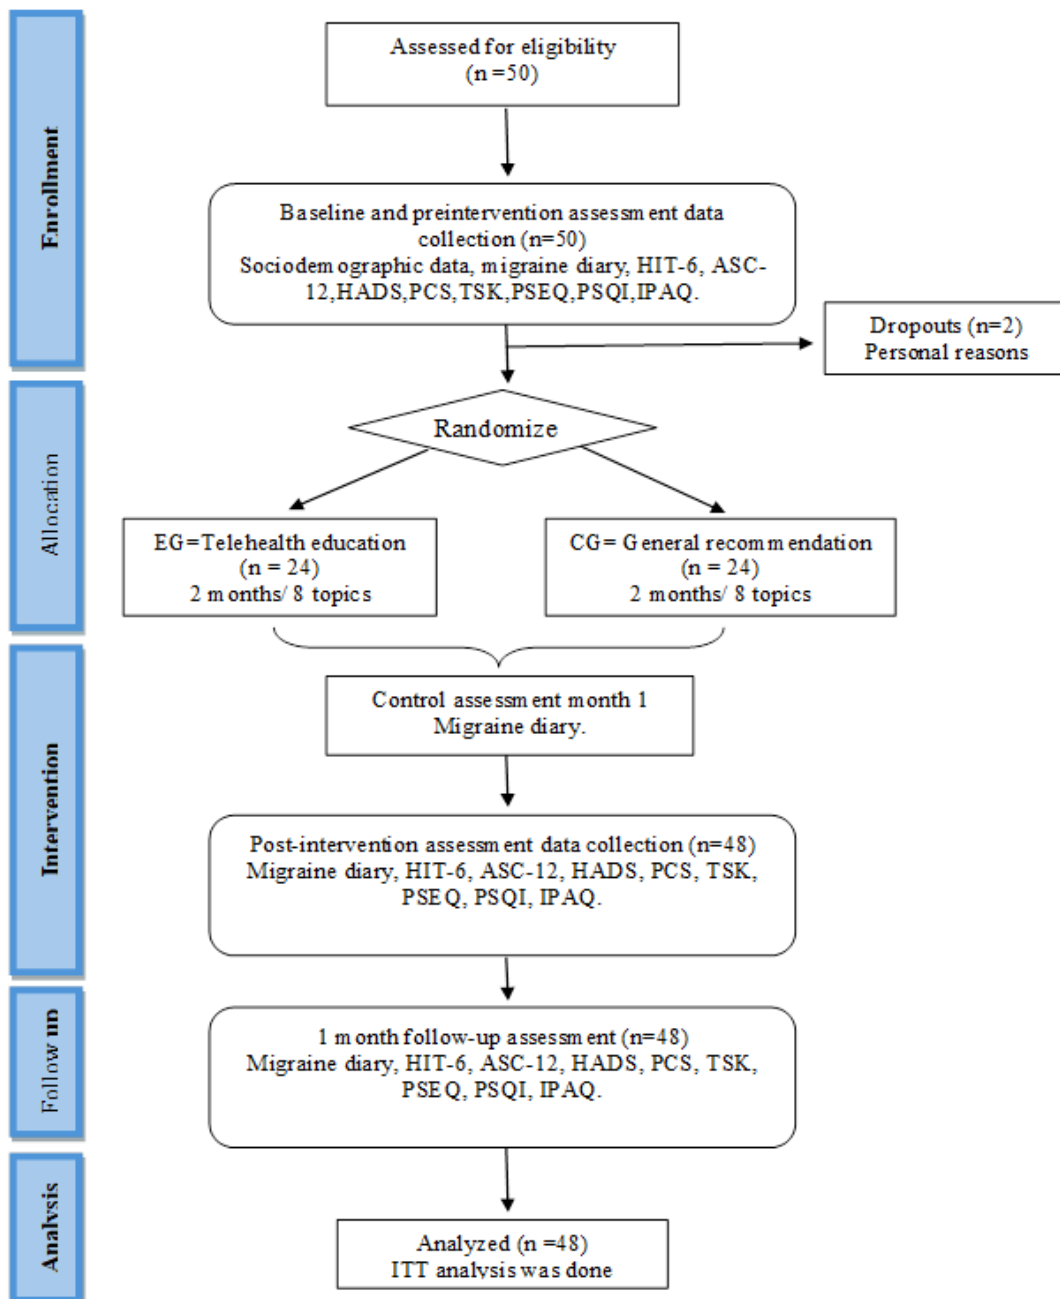 Enrollment
Assessed for eligibility
(n =50)
Baseline and preintervention assessment data
collection (n=50)
Sociodemographic data, migraine diary, HIT-6, ASC-
12,HADS,PCS,TSK,PSEQ,PSQI,IPAQ.
Dropouts (n=2)
Personal reasons
Allocation
Randomize
EG=Telehealth education
(n = 24)
2 months/ 8 topics
CG= General recommendation
(n = 24)
2 months/ 8 topics
Intervention
Control assessment month 1
Migraine diary.
Post-intervention assessment data collection (n=48)
Migraine diary, HIT-6, ASC-12, HADS, PCS, TSK,
PSEQ, PSQI, IPAQ.
Follow up
1 month follow-up assessment (n=48)
Migraine diary, HIT-6, ASC-12, HADS, PCS, TSK,
PSEQ, PSQI, IPAQ.
Analysis
Analyzed (n =48)
ITT analysis was done